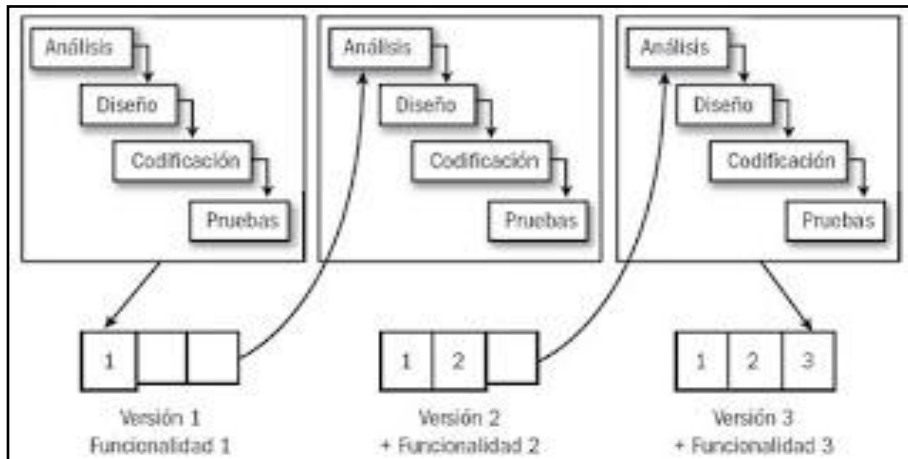 Análisis
Diseño
Codificación
Pruebas
Análisis
Diseño
Codificación
Pruebas
Análisis
Diseño
Codificación
Pruebas
1
1 2
1 2 3
Versión 1
Funcionalidad 1
Versión 2
+ Funcionalidad 2
Versión 3
+ Funcionalidad 3